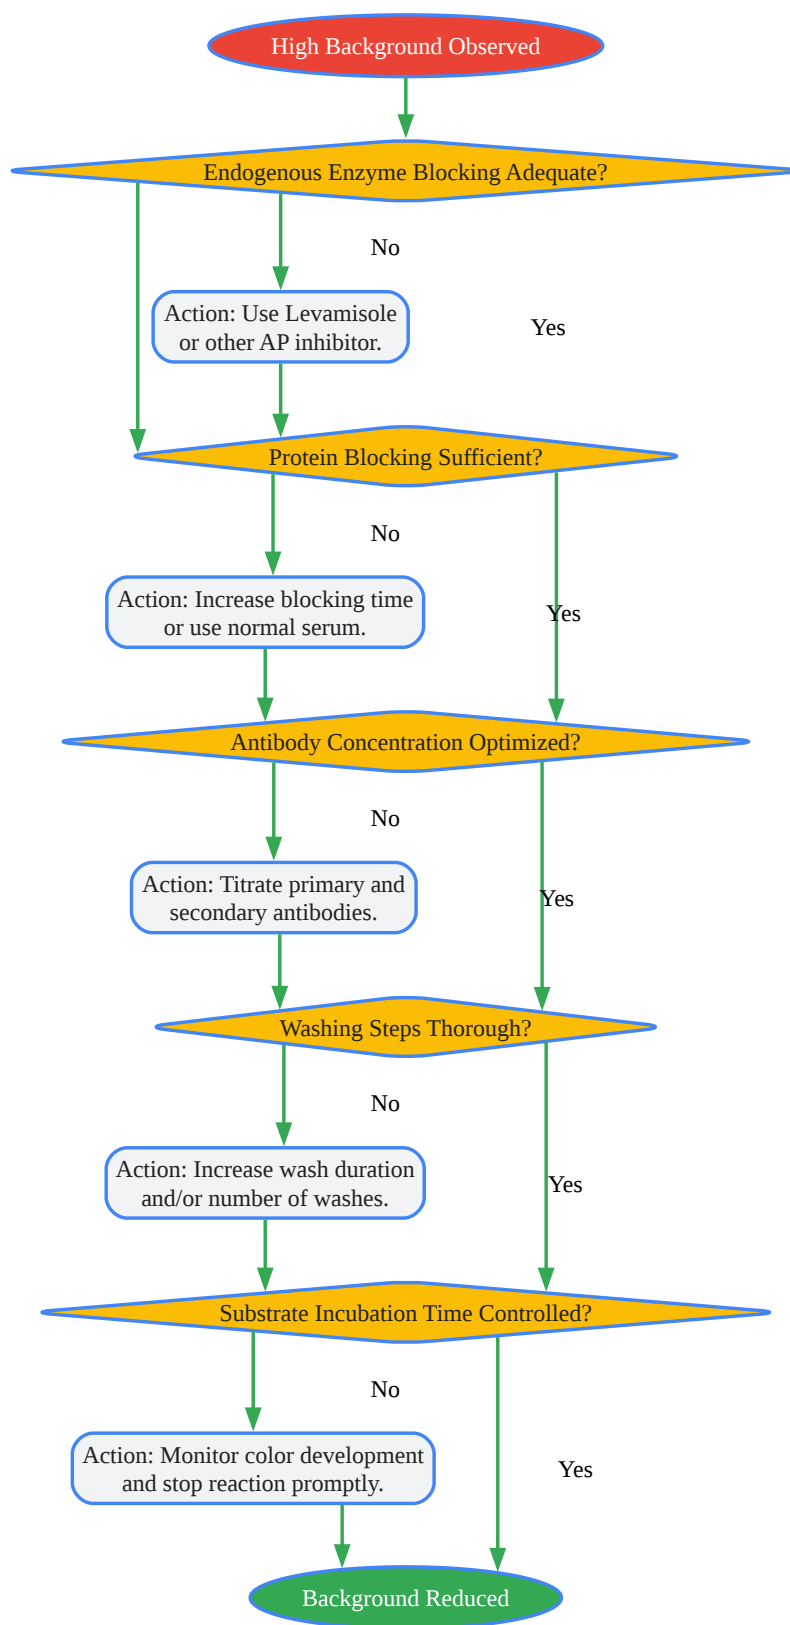 High Background Observed
Endogenous Enzyme Blocking Adequate?
No
Action: Use Levamisole
or other AP inhibitor.
Yes
Protein Blocking Sufficient?
No
Action: Increase blocking time
or use normal serum.
Yes
Antibody Concentration Optimized?
No
Action: Titrate primary and
secondary antibodies.
Yes
Washing Steps Thorough?
No
Action: Increase wash duration
and/or number of washes.
Yes
Substrate Incubation Time Controlled?
No
Action: Monitor color development
and stop reaction promptly.
Yes
Background Reduced